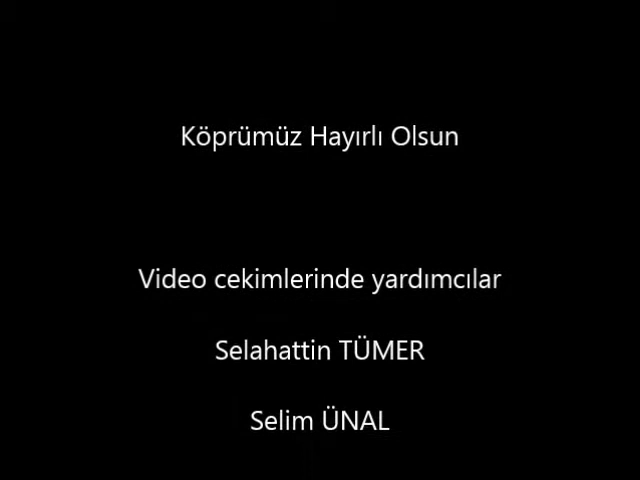 Köprümüz Hayırlı Olsun
Video cekimlerinde yardımcılar
Selahattin TÜMER
Selim ÜNAL